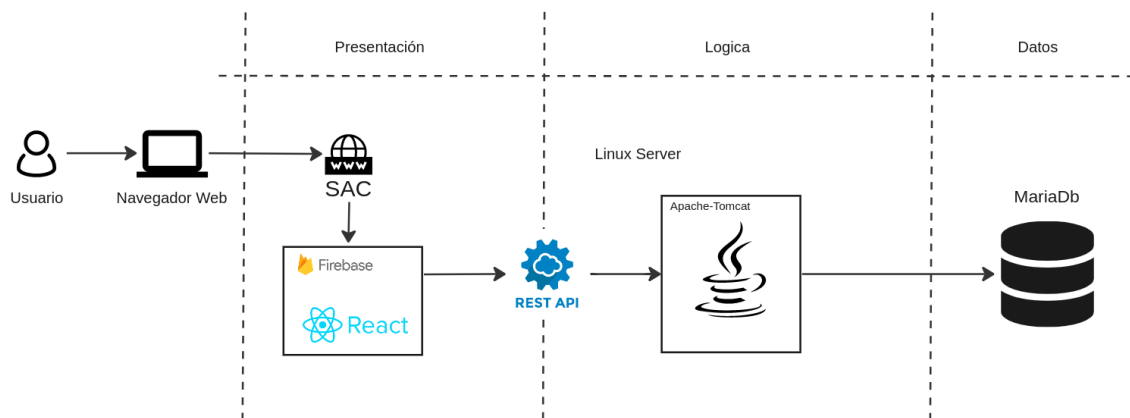 Presentación
Logica
Datos
Usuario
Navegador Web
WWW
SAC
Firebase
React
REST API
Linux Server
Apache-Tomcat
MariaDb